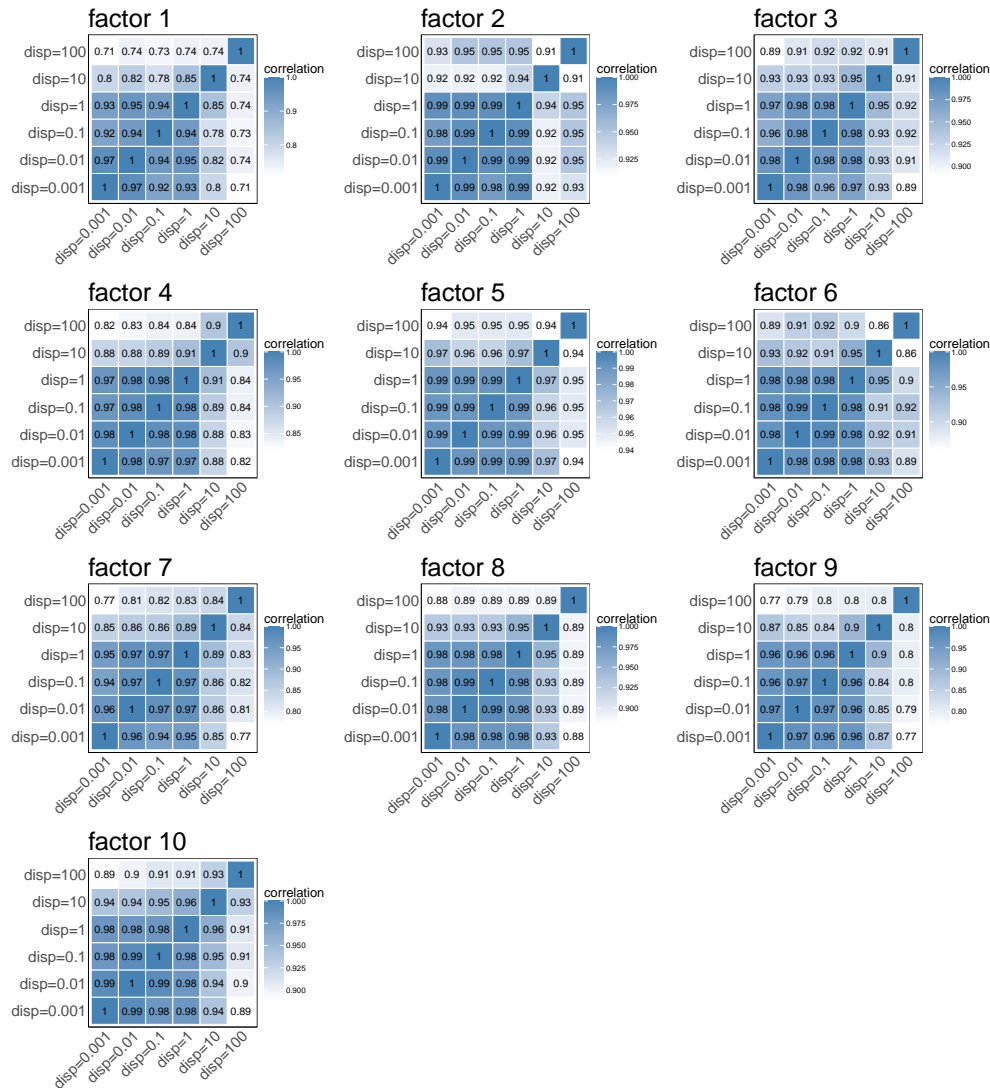 factor 1
disp=100 0.71 0.74 0.73 0.74 0.74 1
disp=10 0.8 0.82 0.78 0.85 1 0.74
disp=1 0.93 0.95 0.94 1 0.85 0.74
disp=0.1 0.92 0.94 1 0.94 0.78 0.73
disp=0.01 0.97 1 0.94 0.95 0.82 0.74
disp=0.001 1 0.97 0.92 0.93 0.8 0.71
disp=0.001 disp=0.01 disp=0.1 disp=1 disp=10 disp=100
correlation
1.0
0.9
0.8
factor 2
disp=100 0.93 0.95 0.95 0.95 0.91 1
disp=10 0.92 0.92 0.92 0.94 1 0.91
disp=1 0.99 0.99 0.99 1 0.94 0.95
disp=0.1 0.98 0.99 1 0.99 0.92 0.95
disp=0.01 0.99 1 0.99 0.99 0.92 0.95
disp=0.001 1 0.99 0.98 0.99 0.92 0.93
disp=0.001 disp=0.01 disp=0.1 disp=1 disp=10 disp=100
correlation
1.000
0.975
0.950
0.925
factor 3
disp=100 0.89 0.91 0.92 0.92 0.91 1
disp=10 0.93 0.93 0.93 0.95 1 0.91
disp=1 0.97 0.98 0.98 1 0.95 0.92
disp=0.1 0.96 0.98 1 0.98 0.93 0.92
disp=0.01 0.98 1 0.98 0.98 0.93 0.91
disp=0.001 1 0.98 0.96 0.97 0.93 0.89
disp=0.001 disp=0.01 disp=0.1 disp=1 disp=10 disp=100
correlation
1.000
0.975
0.950
0.925
0.900
factor 4
disp=100 0.82 0.83 0.84 0.84 0.9 1
disp=10 0.88 0.88 0.89 0.91 1 0.9
disp=1 0.97 0.98 0.98 1 0.91 0.84
disp=0.1 0.97 0.98 1 0.98 0.89 0.84
disp=0.01 0.98 1 0.98 0.98 0.88 0.83
disp=0.001 1 0.98 0.97 0.97 0.88 0.82
disp=0.001 disp=0.01 disp=0.1 disp=1 disp=10 disp=100
correlation
1.00
0.95
0.90
0.85
factor 5
disp=100 0.94 0.95 0.95 0.95 0.94 1
disp=10 0.97 0.96 0.96 0.97 1 0.94
disp=1 0.99 0.99 0.99 1 0.97 0.95
disp=0.1 0.99 0.99 1 0.99 0.96 0.95
disp=0.01 0.99 1 0.99 0.99 0.96 0.95
disp=0.001 1 0.99 0.99 0.99 0.97 0.94
disp=0.001 disp=0.01 disp=0.1 disp=1 disp=10 disp=100
correlation
1.00
0.99
0.98
0.97
0.96
0.95
0.94
factor 6
disp=100 0.89 0.91 0.92 0.9 0.86 1
disp=10 0.93 0.92 0.91 0.95 1 0.86
disp=1 0.98 0.98 0.98 1 0.95 0.9
disp=0.1 0.98 0.99 1 0.98 0.91 0.92
disp=0.01 0.98 1 0.99 0.98 0.92 0.91
disp=0.001 1 0.98 0.98 0.98 0.93 0.89
disp=0.001 disp=0.01 disp=0.1 disp=1 disp=10 disp=100
correlation
1.00
0.95
0.90
factor 7
disp=100 0.77 0.81 0.82 0.83 0.84 1
disp=10 0.85 0.86 0.86 0.89 1 0.84
disp=1 0.95 0.97 0.97 1 0.89 0.83
disp=0.1 0.94 0.97 1 0.97 0.86 0.82
disp=0.01 0.96 1 0.97 0.97 0.86 0.81
disp=0.001 1 0.96 0.94 0.95 0.85 0.77
disp=0.001 disp=0.01 disp=0.1 disp=1 disp=10 disp=100
correlation
1.00
0.95
0.90
0.85
0.80
factor 8
disp=100 0.88 0.89 0.89 0.89 0.89 1
disp=10 0.93 0.93 0.93 0.95 1 0.89
disp=1 0.98 0.98 0.98 1 0.95 0.89
disp=0.1 0.98 0.99 1 0.98 0.93 0.89
disp=0.01 0.98 1 0.99 0.98 0.93 0.89
disp=0.001 1 0.98 0.98 0.98 0.93 0.88
disp=0.001 disp=0.01 disp=0.1 disp=1 disp=10 disp=100
correlation
1.000
0.975
0.950
0.925
0.900
factor 9
disp=100 0.77 0.79 0.8 0.8 0.8 1
disp=10 0.87 0.85 0.84 0.9 1 0.8
disp=1 0.96 0.96 0.96 1 0.9 0.8
disp=0.1 0.96 0.97 1 0.96 0.84 0.8
disp=0.01 0.97 1 0.97 0.96 0.85 0.79
disp=0.001 1 0.97 0.96 0.96 0.87 0.77
disp=0.001 disp=0.01 disp=0.1 disp=1 disp=10 disp=100
correlation
1.00
0.95
0.90
0.85
0.80
factor 10
disp=100 0.89 0.9 0.91 0.91 0.93 1
disp=10 0.94 0.94 0.95 0.96 1 0.93
disp=1 0.98 0.98 0.98 1 0.96 0.91
disp=0.1 0.98 0.99 1 0.98 0.95 0.91
disp=0.01 0.99 1 0.99 0.98 0.94 0.9
disp=0.001 1 0.99 0.98 0.98 0.94 0.89
disp=0.001 disp=0.01 disp=0.1 disp=1 disp=10 disp=100
correlation
1.000
0.975
0.950
0.925
0.900